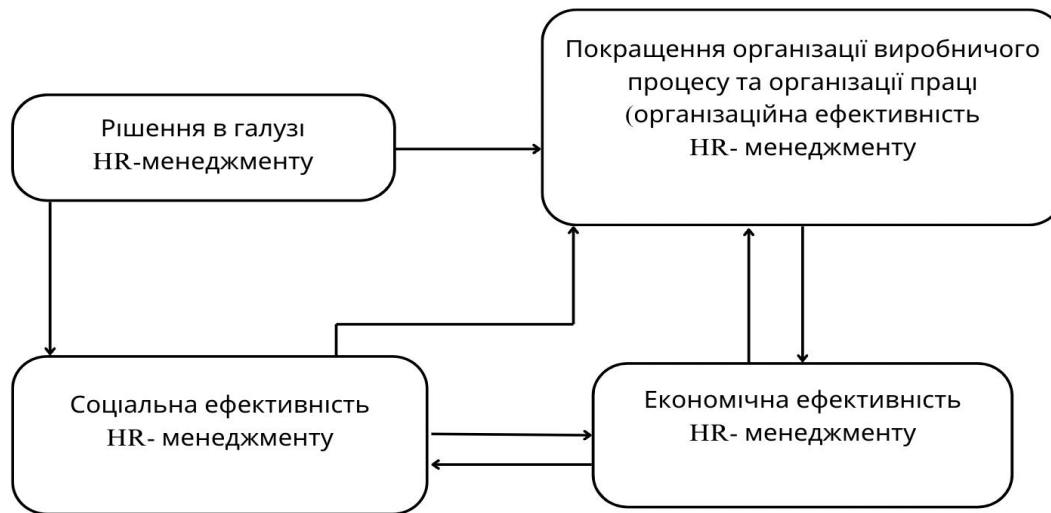 Рішення в галузі
HR-менеджменту
Покращення організації виробничого
процесу та організації праці
(організаційна ефективність
HR- менеджменту
Соціальна ефективність
HR- менеджменту
Економічна ефективність
HR- менеджменту